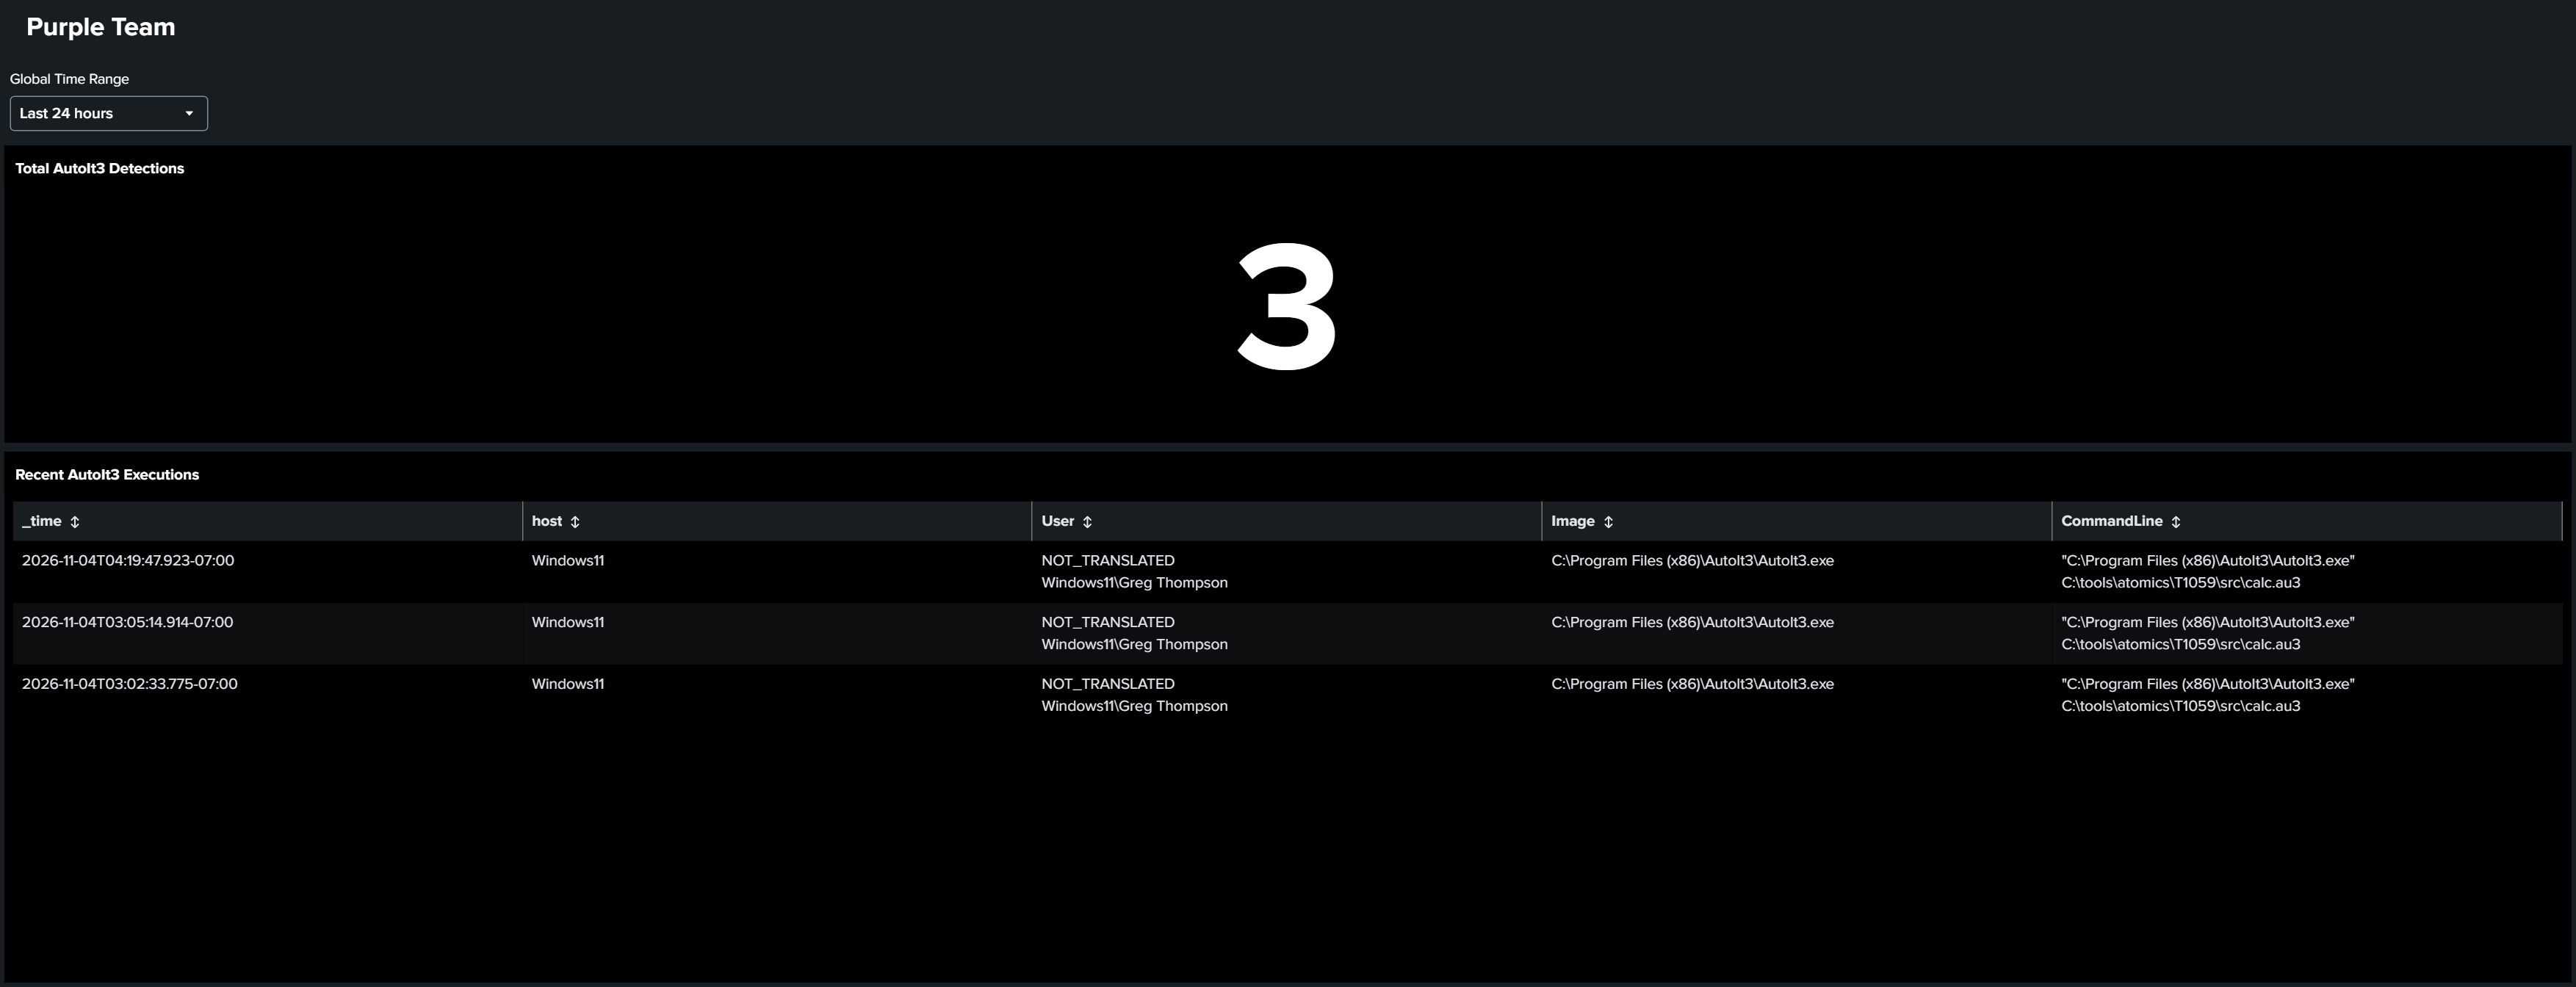 Purple Team
Global Time Range
Last 24 hours
Total AutoIt3 Detections
3
Recent AutoIt3 Executions
_time host User Image CommandLine
2026-11-04T04:19:47.923-07:00 Windows11 NOT_TRANSLATED C:\Program Files (x86)\AutoIt3\AutoIt3.exe "C:\Program Files (x86)\AutoIt3\AutoIt3.exe"
Windows11\Greg Thompson C:\tools\atomics\T1059\src\calc.au3
2026-11-04T03:05:14.914-07:00 Windows11 NOT_TRANSLATED C:\Program Files (x86)\AutoIt3\AutoIt3.exe "C:\Program Files (x86)\AutoIt3\AutoIt3.exe"
Windows11\Greg Thompson C:\tools\atomics\T1059\src\calc.au3
2026-11-04T03:02:33.775-07:00 Windows11 NOT_TRANSLATED C:\Program Files (x86)\AutoIt3\AutoIt3.exe "C:\Program Files (x86)\AutoIt3\AutoIt3.exe"
Windows11\Greg Thompson C:\tools\atomics\T1059\src\calc.au3